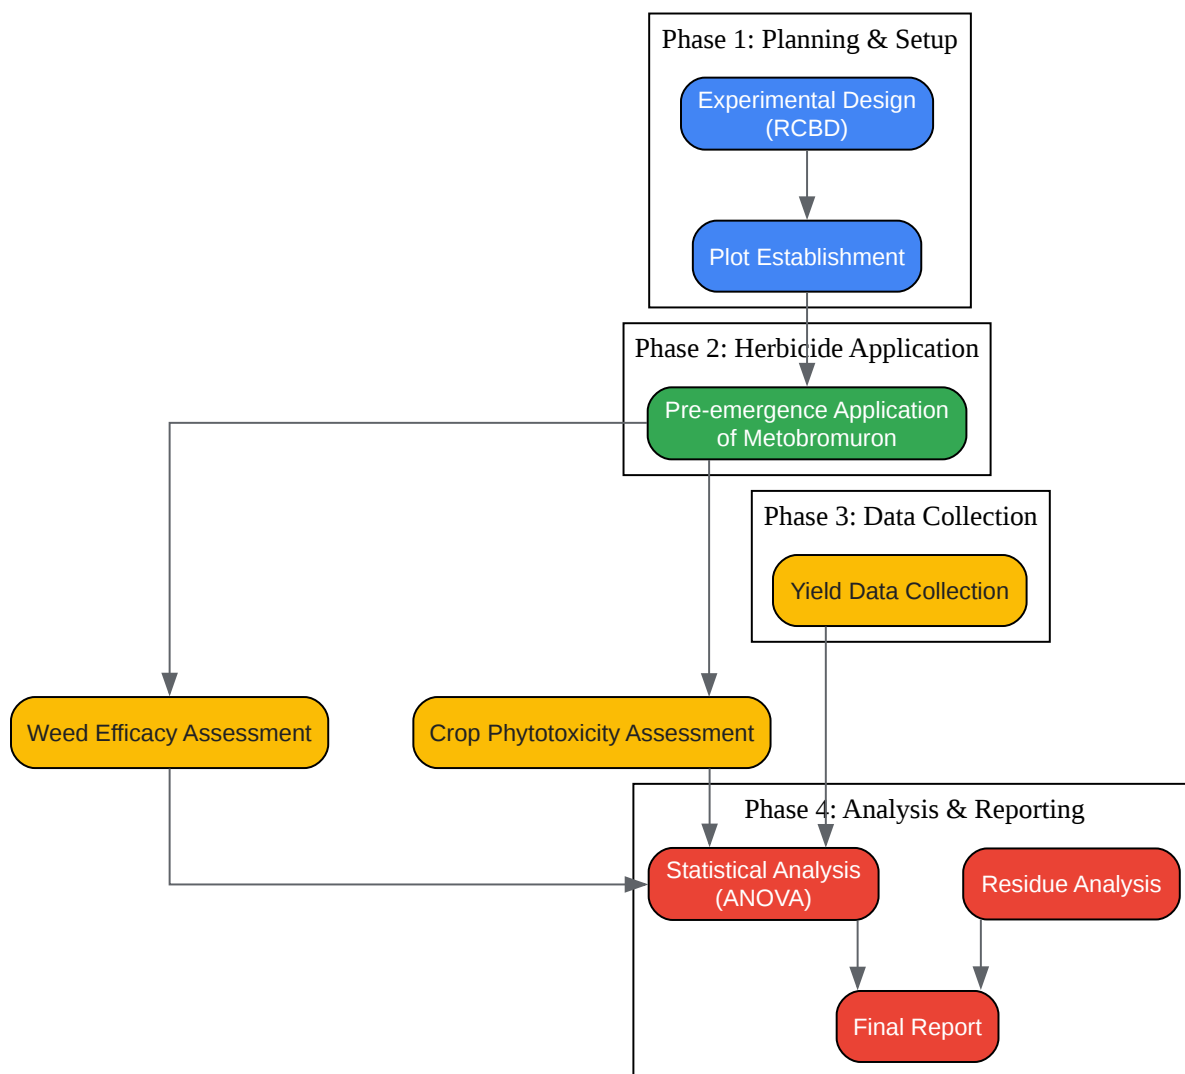 Phase 1: Planning & Setup
Experimental Design
(RCBD)
Plot Establishment
Phase 2: Herbicide Application
Pre-emergence Application
of Metobromuron
Phase 3: Data Collection
Yield Data Collection
Weed Efficacy Assessment
Crop Phytotoxicity Assessment
Phase 4: Analysis & Reporting
Statistical Analysis
(ANOVA)
Residue Analysis
Final Report